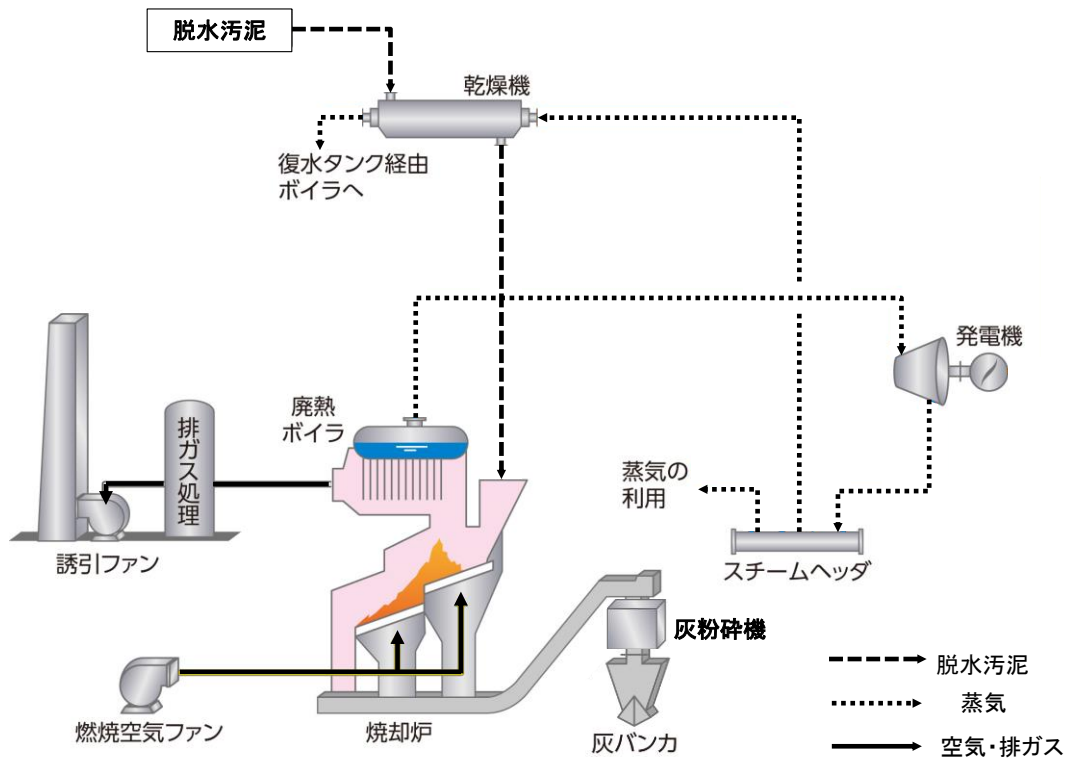 脱水汚泥
乾燥機
復水タンク経由
ボイラへ
発電機
廃熱
ボイラ
排ガス処理
蒸気の
利用
誘引ファン
スチームヘッダ
灰粉砕機
脱水汚泥
蒸気
燃焼空気ファン
焼却炉
灰バンカ
空気・排ガス